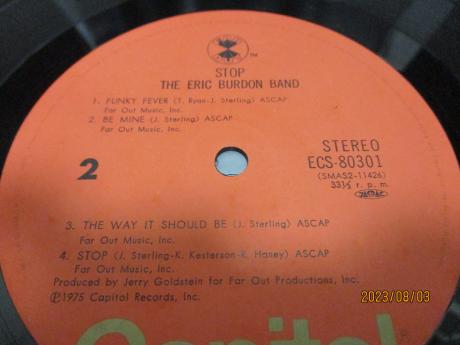 STOP
THE ERIC BURDON BAND
1. FUNKY FEVER (T. Ryan-J. Sterling) ASCAP
Far Out Music, Inc.
2. BE MINE (J. Sterling) ASCAP
Far Out Music, Inc.
2
STEREO
ECS-80301
(SMAS2-11426)
33⅓ r. p. m.
3. THE WAY IT SHOULD BE (J. Sterling) ASCAP
Far Out Music, Inc.
4. STOP (J. Sterling-K. Kesterson-R. Haney) ASCAP
Far Out Music, Inc.
Produced by Jerry Goldstein for Far Out Productions, Inc.
Ⓟ1975 Capitol Records, Inc.
Capitol
2023/08/03